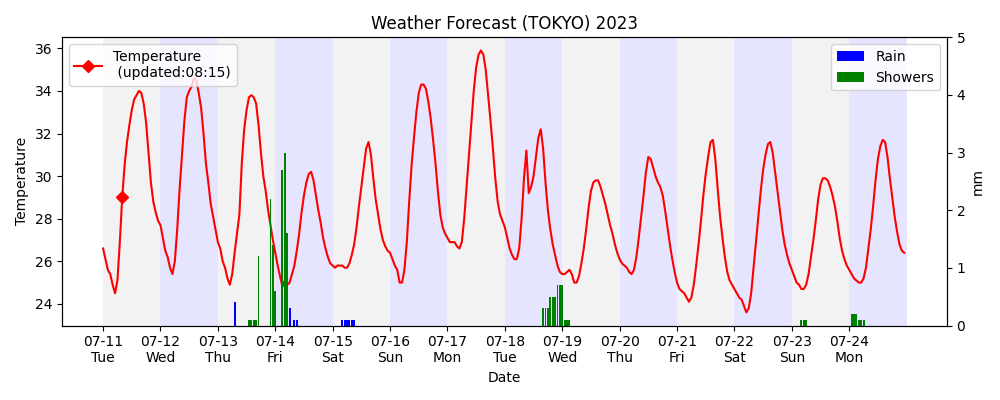 Weather Forecast (TOKYO) 2023
Temperature
(updated:08:15)
Rain
Showers
36
34
32
30
28
26
24
Temperature
5
4
3
2
1
0
mm
07-11 07-12 07-13 07-14 07-15 07-16 07-17 07-18 07-19 07-20 07-21 07-22 07-23 07-24
Tue Wed Thu Fri Sat Sun Mon Tue Wed Thu Fri Sat Sun Mon
Date